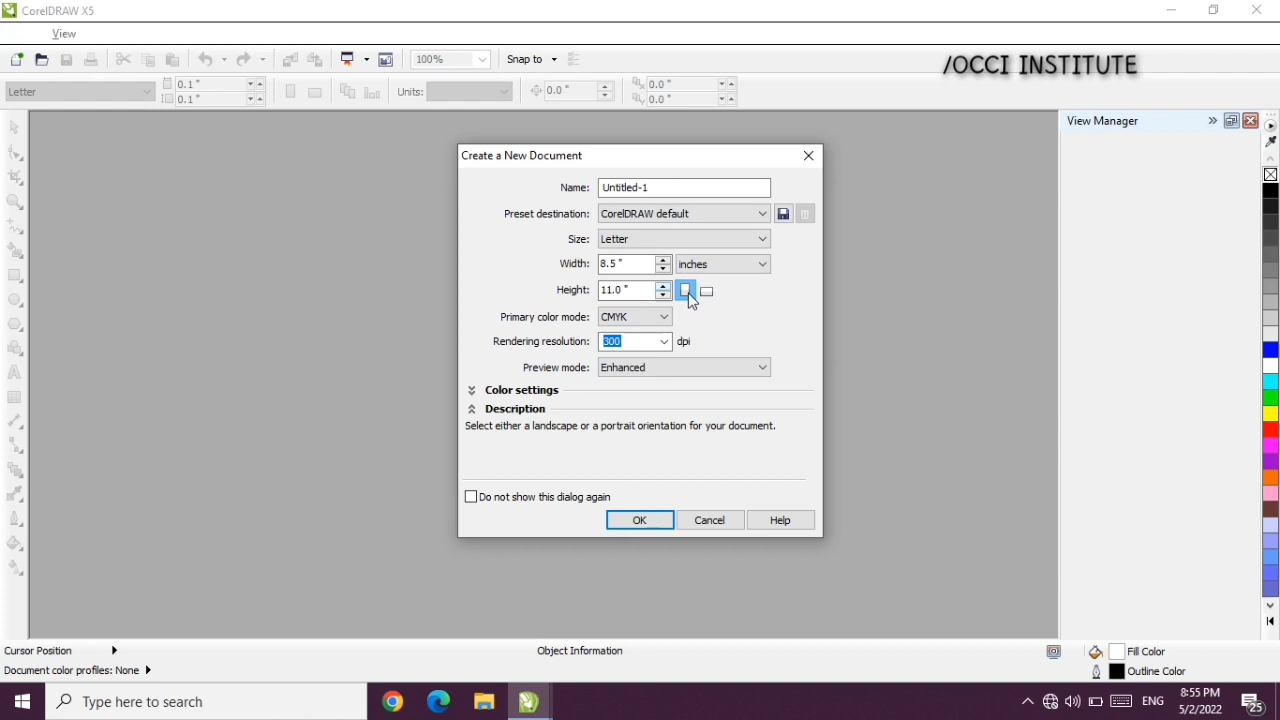 CorelDRAW X5
View
100%
Snap to
/OCCI INSTITUTE
Letter
0.1 "
0.1 "
Units:
0.0 "
0.0 "
0.0 "
View Manager
Create a New Document
Name: Untitled-1
Preset destination: CorelDRAW default
Size: Letter
Width: 8.5 " inches
Height: 11.0 "
Primary color mode: CMYK
Rendering resolution: 300 dpi
Preview mode: Enhanced
Color settings
Description
Select either a landscape or a portrait orientation for your document.
Do not show this dialog again
OK Cancel Help
Cursor Position
Object Information
Fill Color
Document color profiles: None
Outline Color
Type here to search
ENG
8:55 PM
5/2/2022
25